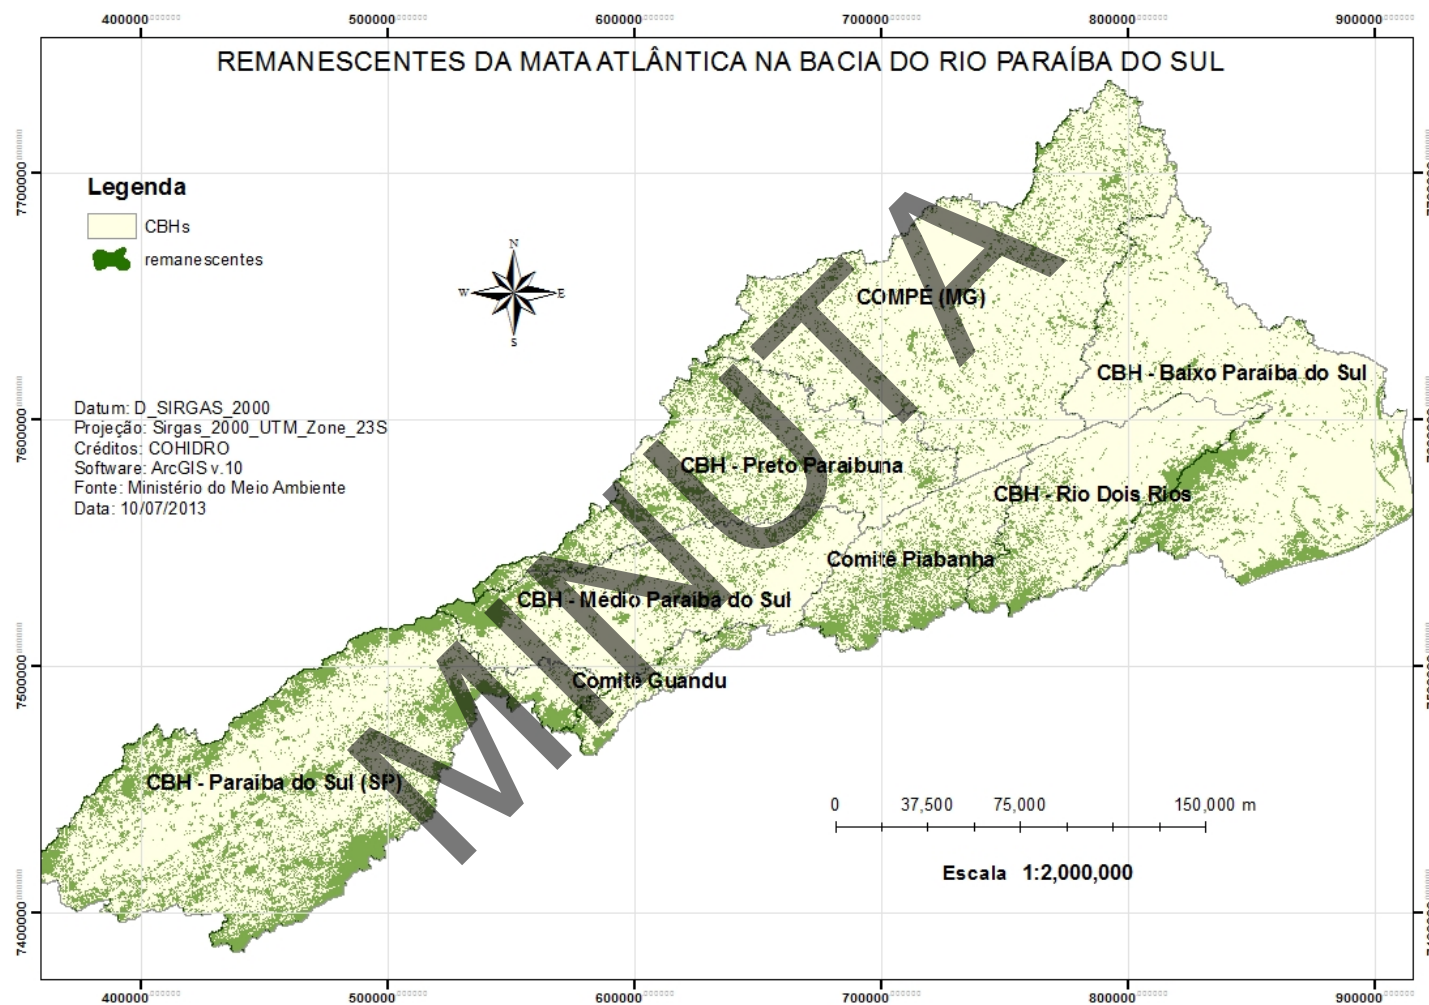 400000 500000 600000 700000 800000 900000
REMANESCENTES DA MATA ATLÂNTICA NA BACIA DO RIO PARAÍBA DO SUL
7700000
Legenda
CBHs
remanescentes
N
W E
S
COMPÉ (MG)
CBH - Baixo Paraíba do Sul
Datum: D_SIRGAS_2000
Projeção: Sirgas_2000_UTM_Zone_23S
Créditos: COHIDRO
Software: ArcGIS v.10
Fonte: Ministério do Meio Ambiente
Data: 10/07/2013
7600000
CBH - Preto Paraibuna
CBH - Rio Dois Rios
Comitê Piabanha
CBH - Médio Paraíba do Sul
7500000
Comitê Guandu
CBH - Paraíba do Sul (SP)
MINUTA
0 37,500 75,000 150,000 m
Escala 1:2,000,000
7400000
400000 500000 600000 700000 800000 900000